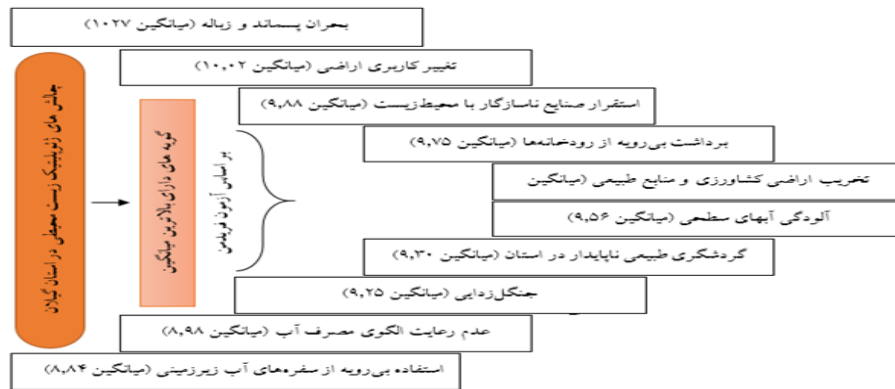 بحران پسماند و زباله (میانگین ۱۰۲۷)
تغییر کاربری اراضی (میانگین ۱۰,۰۲)
استقرار صنایع ناسازگار با محیط‌زیست (میانگین ۹,۸۸)
برداشت بی‌رویه از رودخانه‌ها (میانگین ۹,۷۵)
تخریب اراضی کشاورزی و منابع طبیعی (میانگین
آلودگی آبهای سطحی (میانگین ۹,۵۶)
گردشگری طبیعی ناپایدار در استان (میانگین ۹,۳۰)
جنگل‌زدایی (میانگین ۹,۲۵)
عدم رعایت الگوی مصرف آب (میانگین ۸,۹۸)
استفاده بی‌رویه از سفره‌های آب زیرزمینی (میانگین ۸,۸۴)
چالش های ژئوپلیتیک زیست محیطی در استان گیلان
گویه های دارای بالاترین میانگین
بر اساس آزمون فریدمن